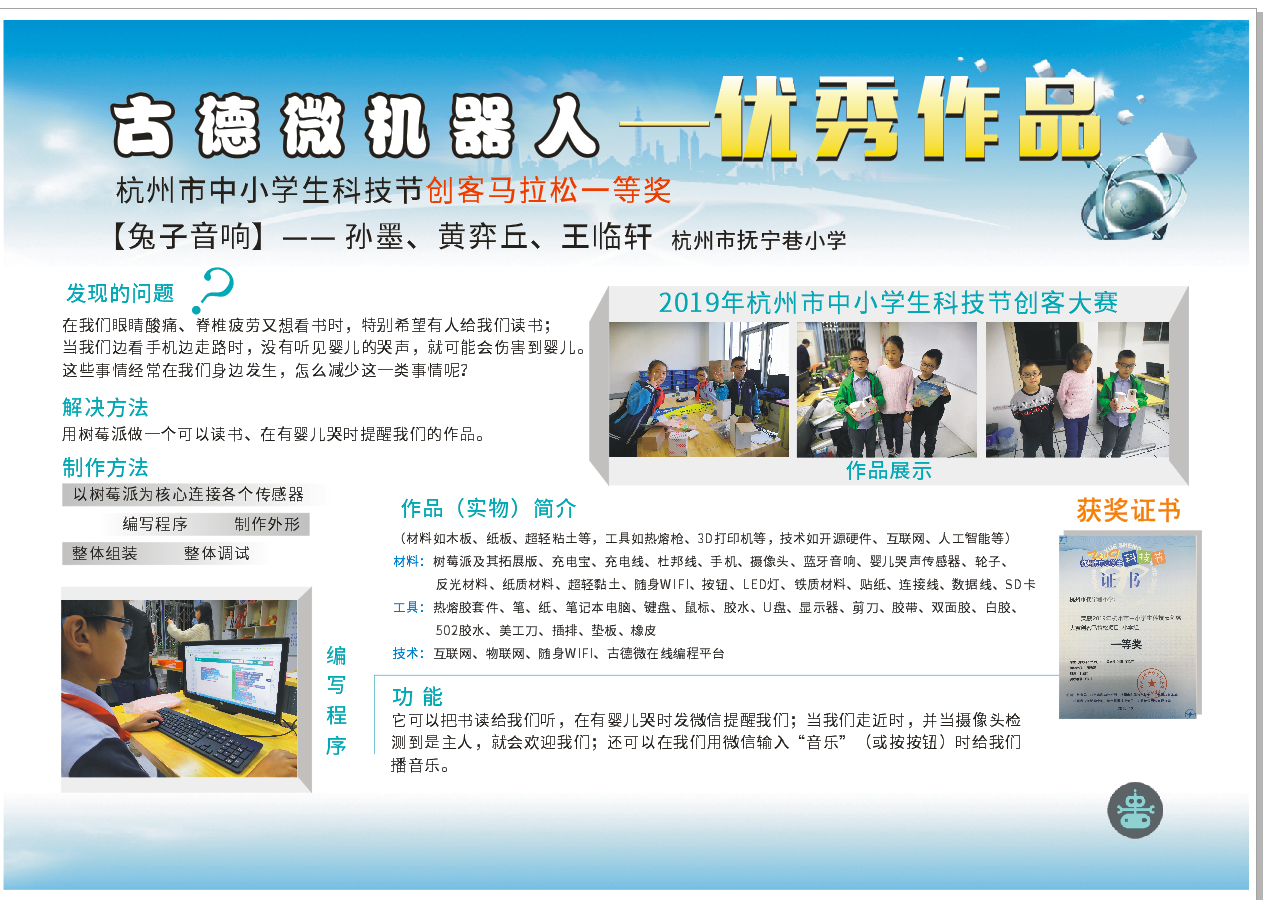 古德微机器人—优秀作品
杭州市中小学生科技节创客马拉松一等奖
【兔子音响】—— 孙墨、黄弈丘、王临轩 杭州市抚宁巷小学
发现的问题?
在我们眼睛酸痛、脊椎疲劳又想看书时，特别希望有人给我们读书；
当我们边看手机边走路时，没有听见婴儿的哭声，就可能会伤害到婴儿。
这些事情经常在我们身边发生，怎么减少这一类事情呢?
解决方法
用树莓派做一个可以读书、在有婴儿哭时提醒我们的作品。
制作方法
以树莓派为核心连接各个传感器
编写程序 制作外形
整体组装 整体调试
编
写
程
序
2019年杭州市中小学生科技节创客大赛
作品展示
作品（实物）简介
（材料如木板、纸板、超轻粘土等，工具如热熔枪、3D打印机等，技术如开源硬件、互联网、人工智能等）
材料：树莓派及其拓展版、充电宝、充电线、杜邦线、手机、摄像头、蓝牙音响、婴儿哭声传感器、轮子、
反光材料、纸质材料、超轻黏土、随身WIFI、按钮、LED灯、铁质材料、贴纸、连接线、数据线、SD卡
工具：热熔胶套件、笔、纸、笔记本电脑、键盘、鼠标、胶水、U盘、显示器、剪刀、胶带、双面胶、白胶、
502胶水、美工刀、插排、垫板、橡皮
技术：互联网、物联网、随身WIFI、古德微在线编程平台
功 能
它可以把书读给我们听，在有婴儿哭时发微信提醒我们；当我们走近时，并当摄像头检
测到是主人，就会欢迎我们；还可以在我们用微信输入“音乐”（或按按钮）时给我们
播音乐。
获奖证书
科技节
证书
一等奖